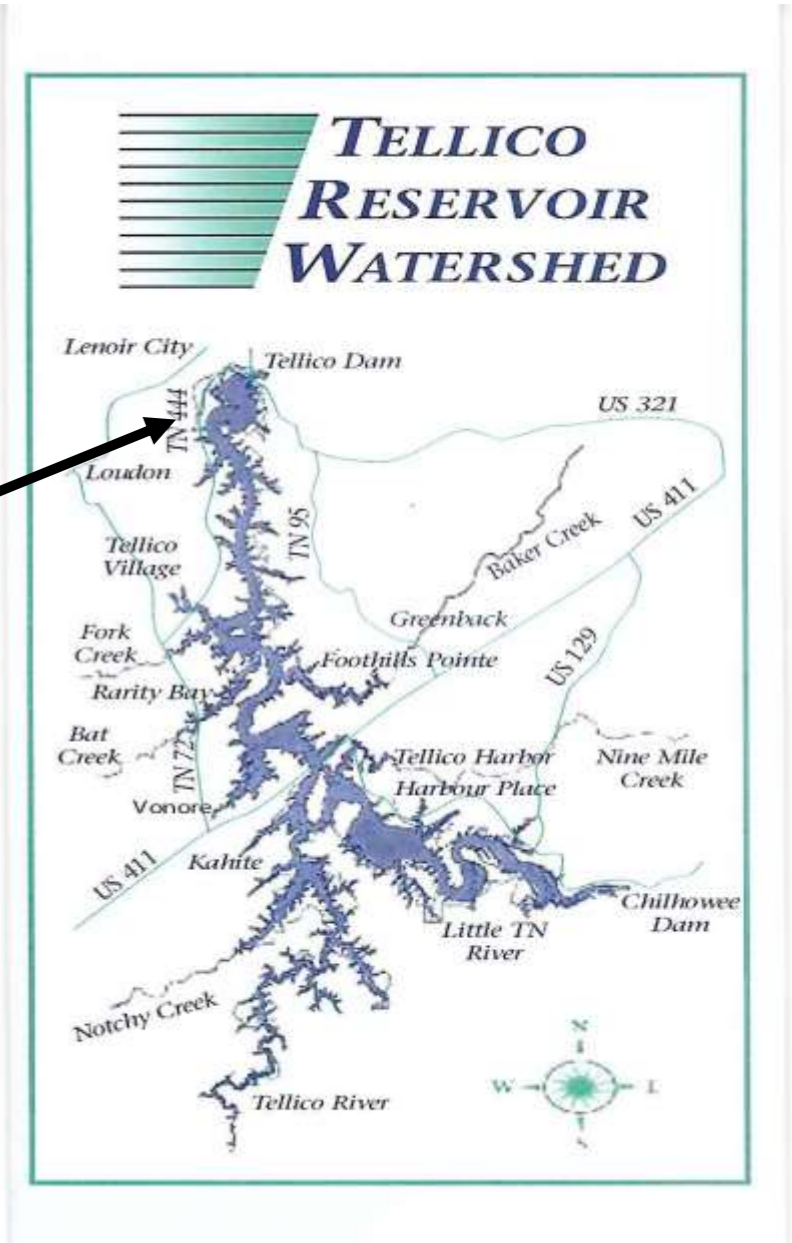 TELLICO
RESERVOIR
WATERSHED
Lenoir City
Tellico Dam
TN 444
US 321
Loudon
TN 95
US 411
Baker Creek
Tellico
Village
Greenback
US 129
Fork
Creek
Foothills Pointe
Rarity Bay
Bat
Creek
TN 72
Tellico Harbor
Nine Mile
Creek
Harbour Place
Vonore
US 411
Kahite
Chilhowee
Dam
Little TN
River
Notchy Creek
N
W
Tellico River